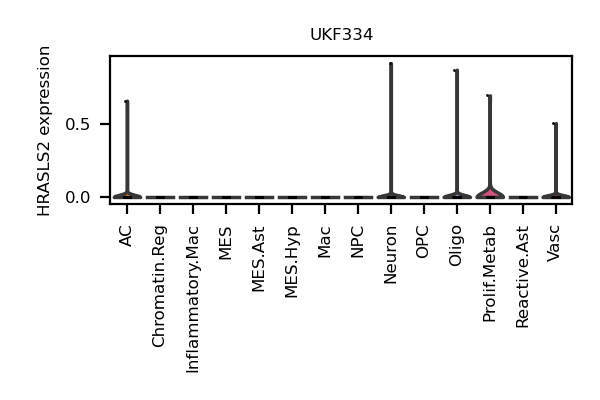 UKF334
HRASLS2 expression
0.5
0.0
AC
Chromatin.Reg
Inflammatory.Mac
MES
MES.Ast
MES.Hyp
Mac
NPC
Neuron
OPC
Oligo
Prolif.Metab
Reactive.Ast
Vasc